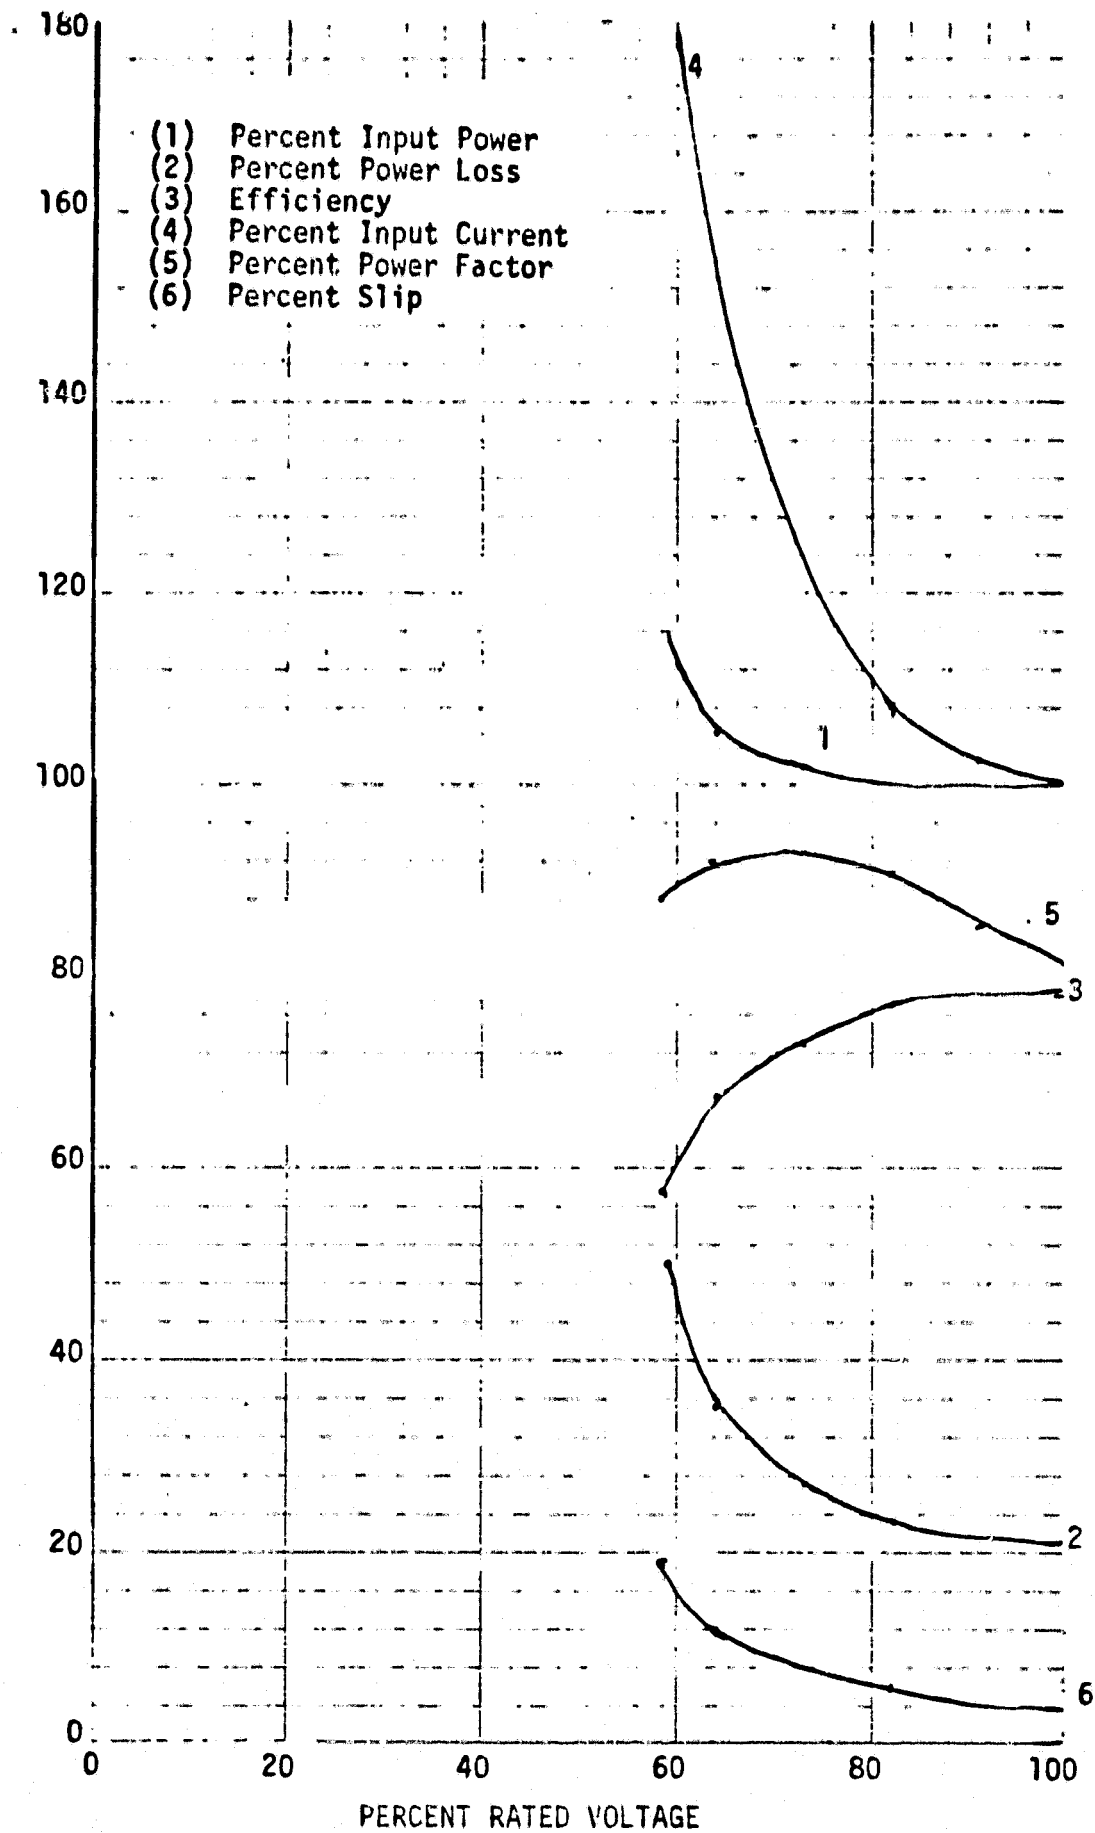 180
4
(1) Percent Input Power
(2) Percent Power Loss
(3) Efficiency
(4) Percent Input Current
(5) Percent Power Factor
(6) Percent Slip
160
140
120
1
100
5
80
3
60
40
20
2
6
0
0 20 40 60 80 100
PERCENT RATED VOLTAGE